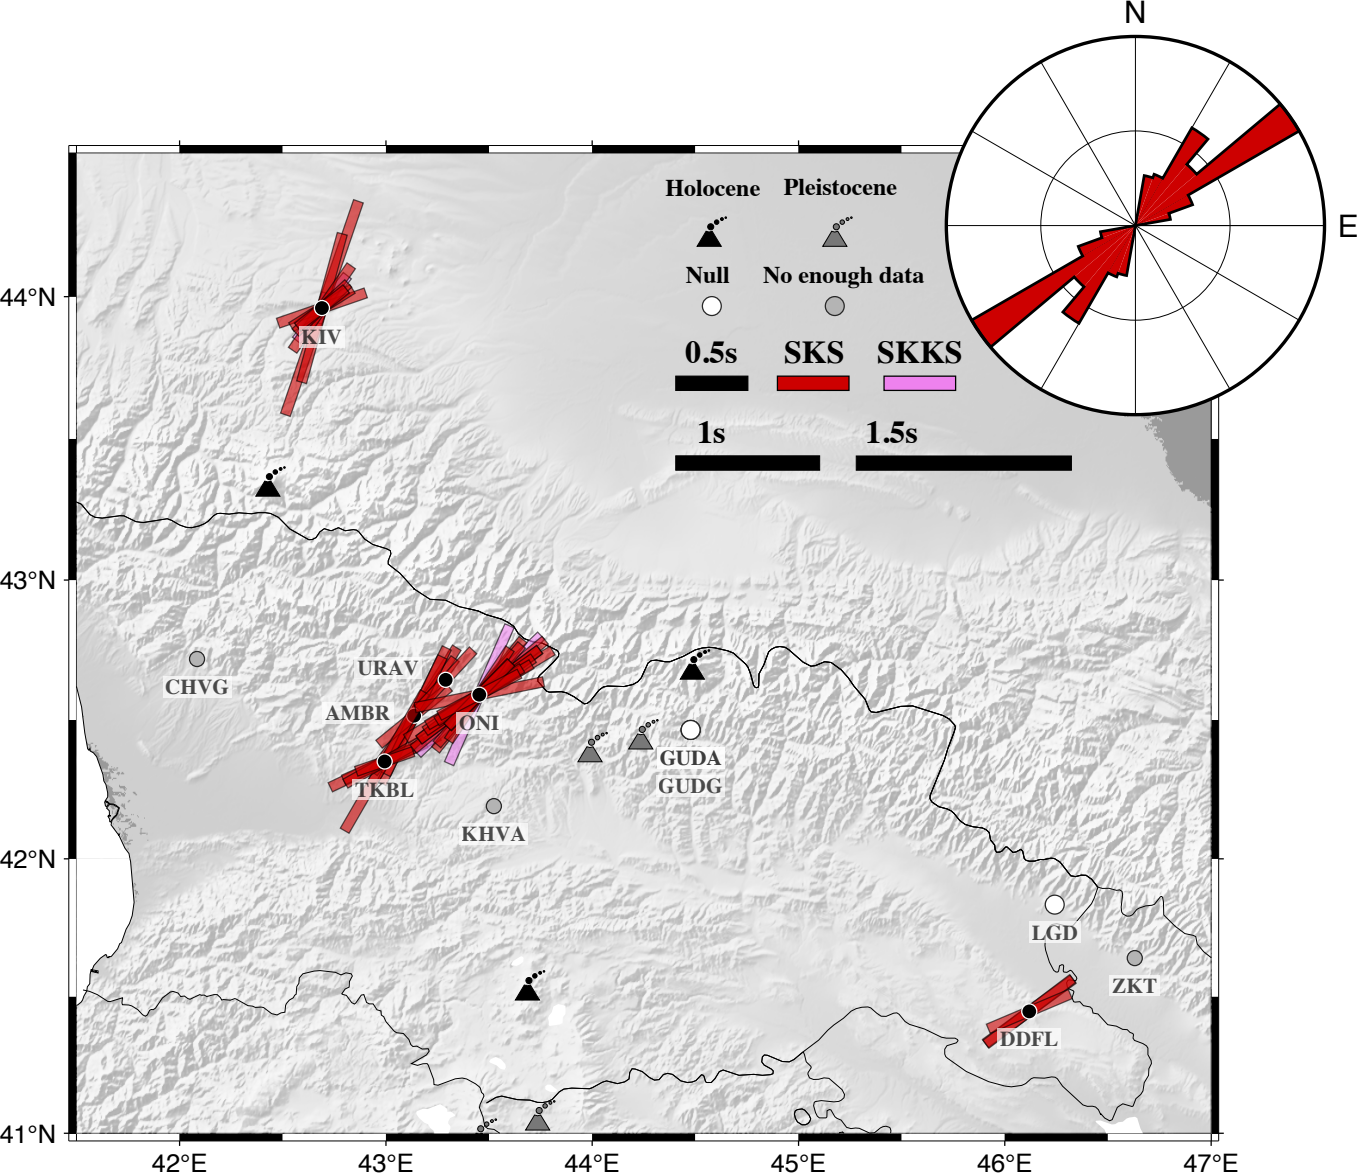 N
E
Holocene Pleistocene
Null No enough data
0.5s SKS SKKS
1s 1.5s
44°N
KIV
43°N
URAV
CHVG
AMBR
ONI
GUDA
GUDG
TKBL
KHVA
42°N
LGD
ZKT
DDFL
41°N
42°E 43°E 44°E 45°E 46°E 47°E